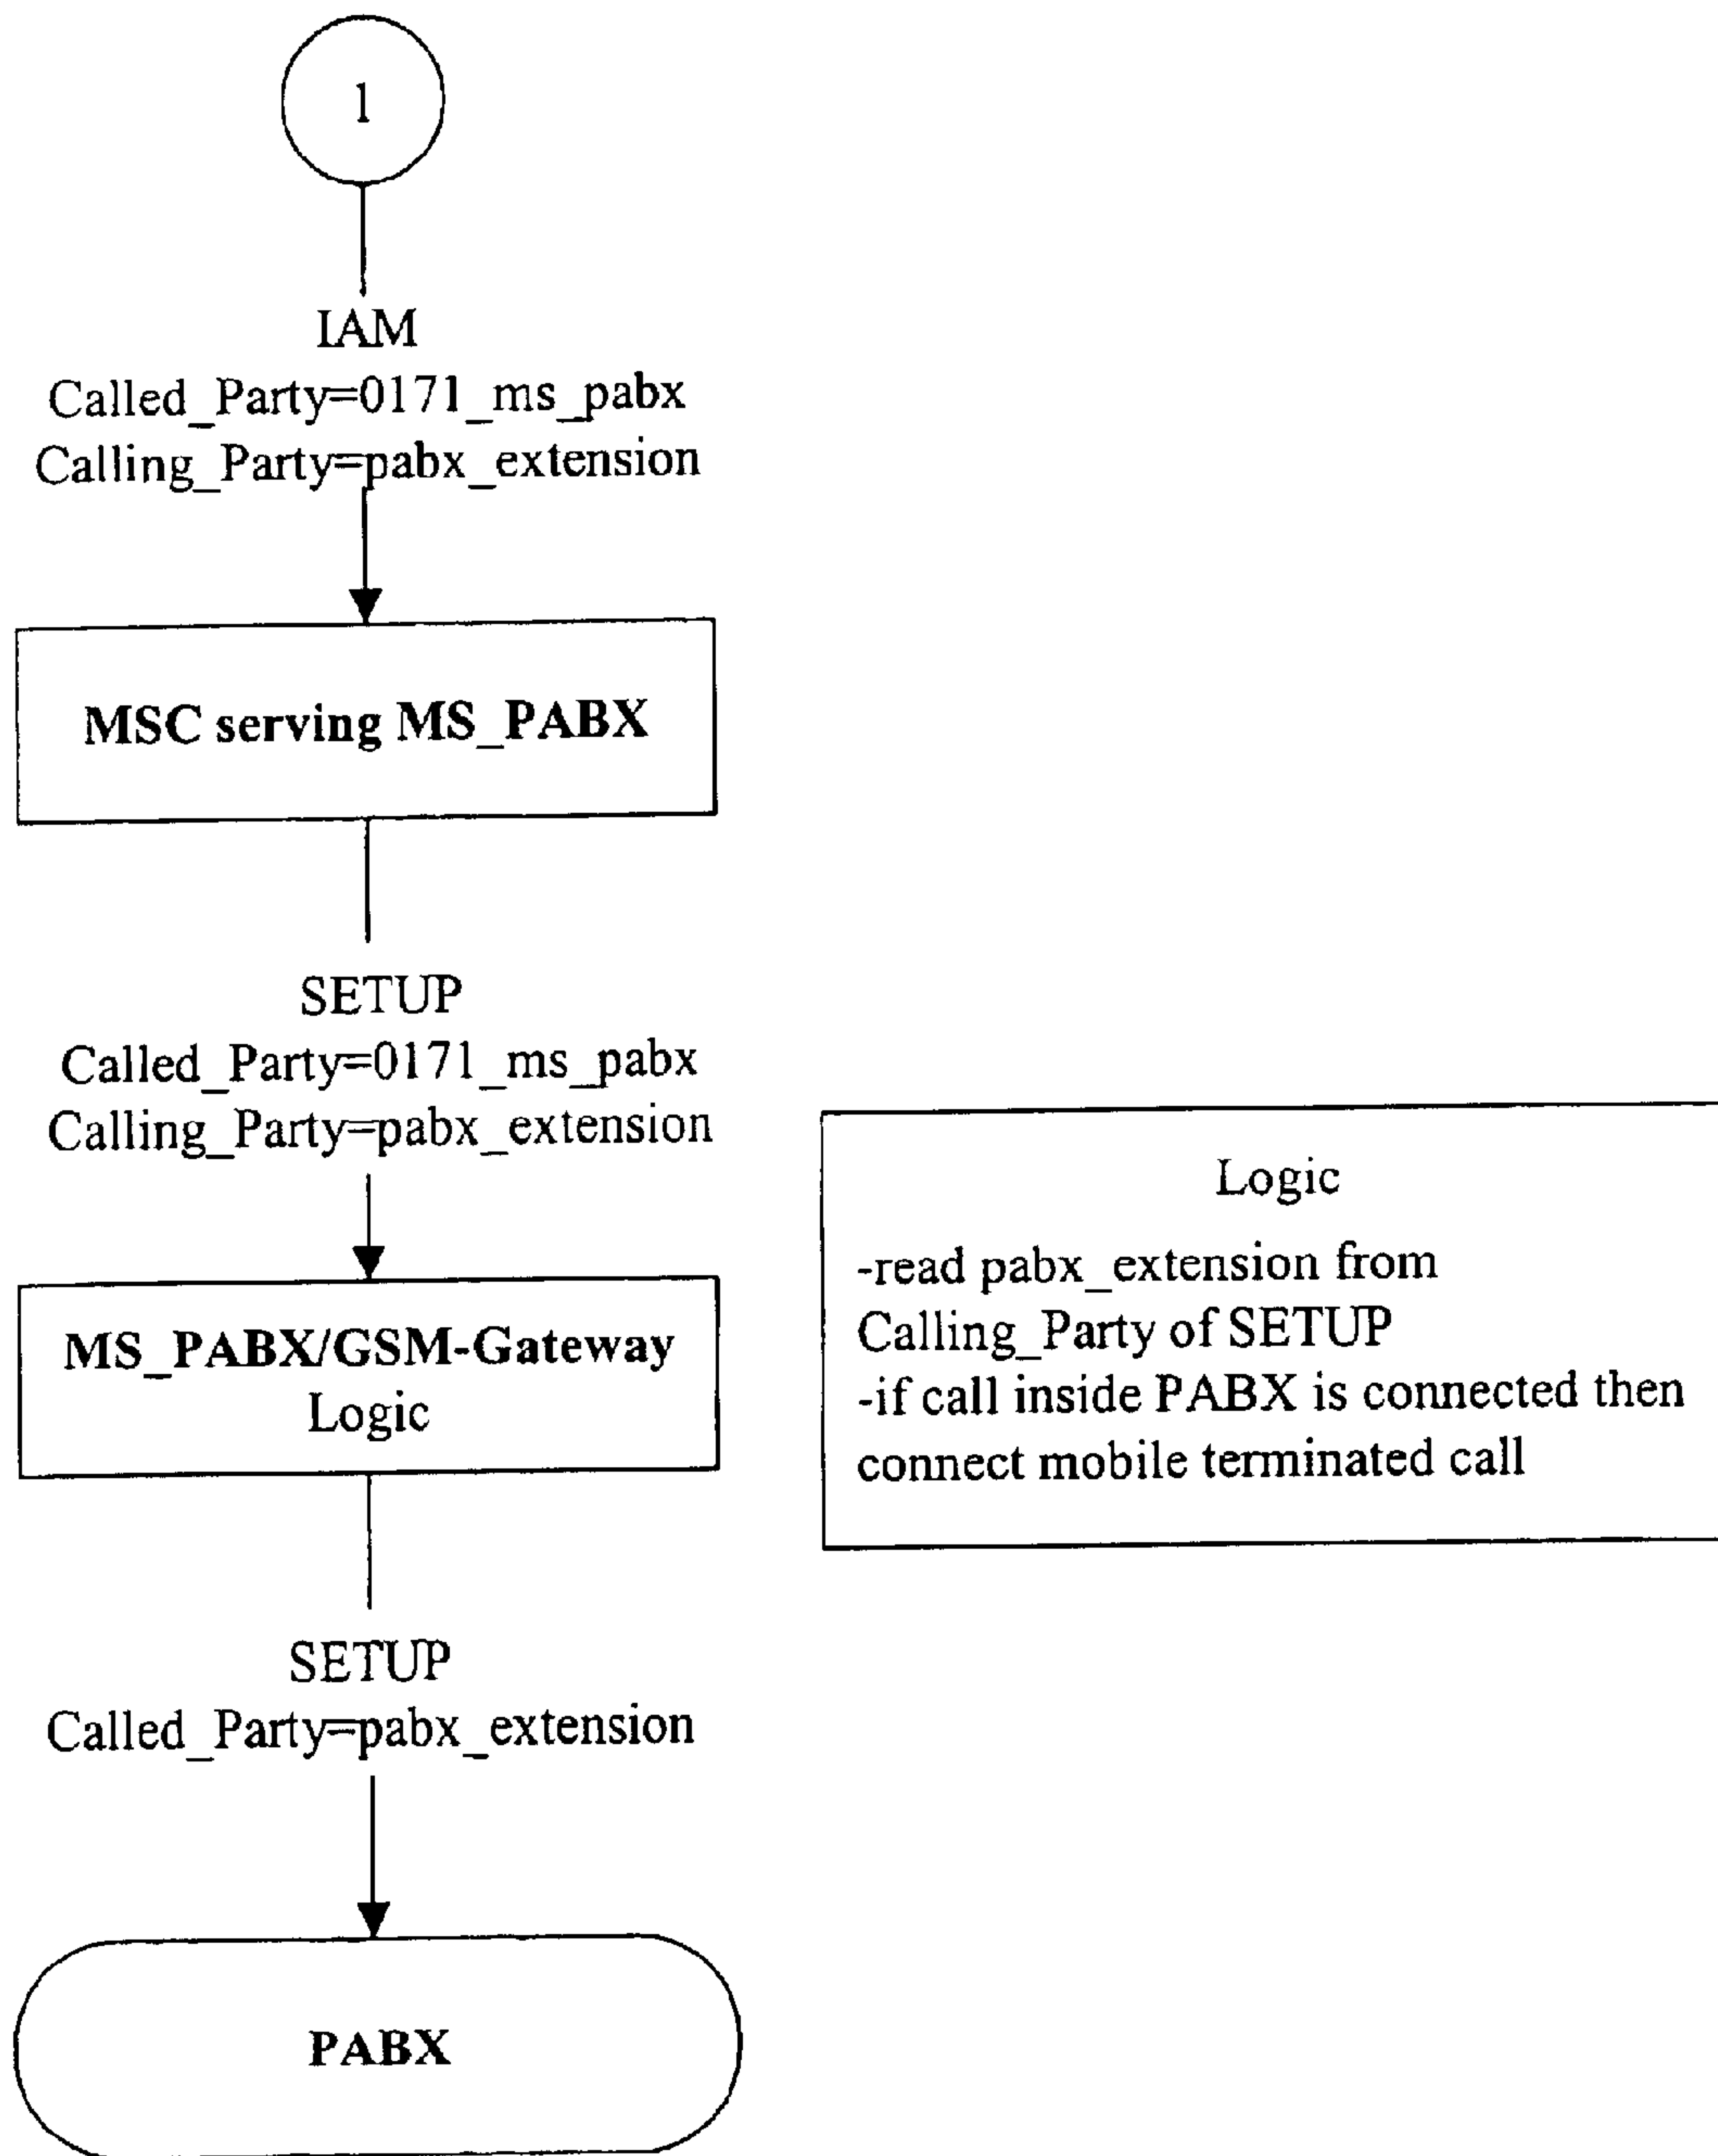 1
IAM
Called_Party=0171_ms_pabx
Calling_Party=pabx_extension
MSC serving MS_PABX
SETUP
Called_Party=0171_ms_pabx
Calling_Party=pabx_extension
MS_PABX/GSM-Gateway
Logic
Logic
-read pabx_extension from
Calling_Party of SETUP
-if call inside PABX is connected then
connect mobile terminated call
SETUP
Called_Party=pabx_extension
PABX